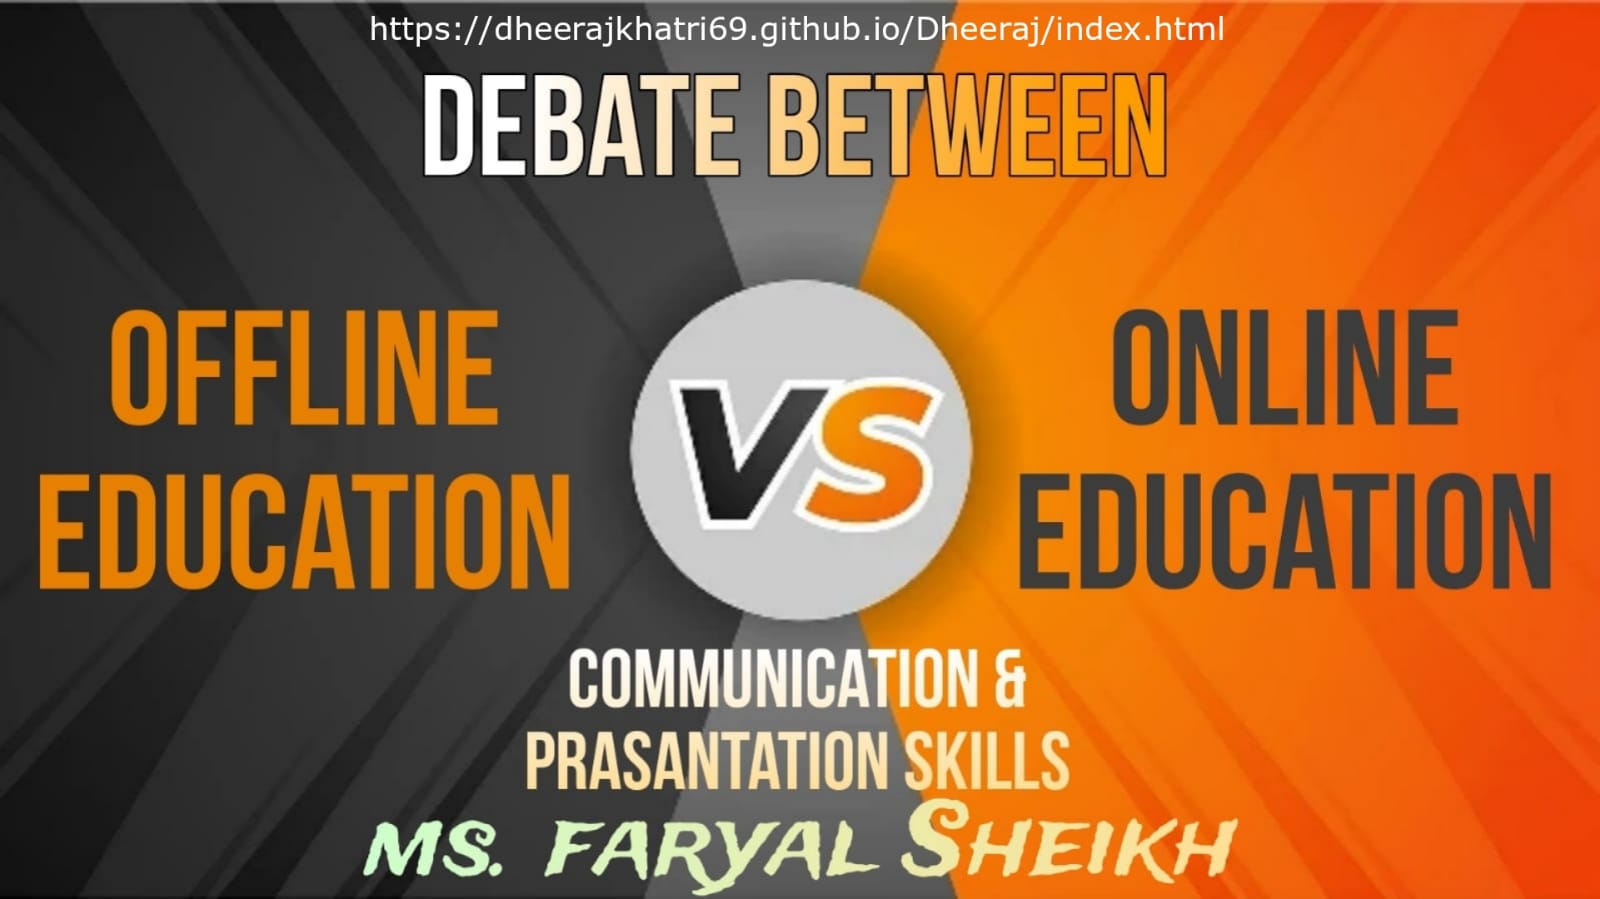 https://dheerajkhatri69.github.io/Dheeraj/index.html
DEBATE BETWEEN
OFFLINE
EDUCATION
VS
ONLINE
EDUCATION
COMMUNICATION &
PRASANTATION SKILLS
MS. FARYAL SHEIKH